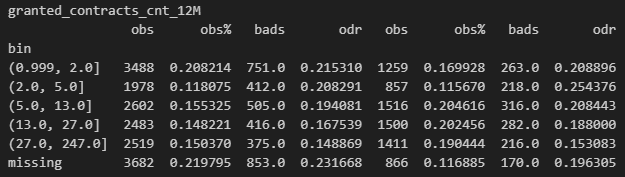 granted_contracts_cnt_12M
obs obs% bads odr obs obs% bads odr
bin
(0.999, 2.0] 3488 0.208214 751.0 0.215310 1259 0.169928 263.0 0.208896
(2.0, 5.0] 1978 0.118075 412.0 0.208291 857 0.115670 218.0 0.254376
(5.0, 13.0] 2602 0.155325 505.0 0.194081 1516 0.204616 316.0 0.208443
(13.0, 27.0] 2483 0.148221 416.0 0.167539 1500 0.202456 282.0 0.188000
(27.0, 247.0] 2519 0.150370 375.0 0.148869 1411 0.190444 216.0 0.153083
missing 3682 0.219795 853.0 0.231668 866 0.116885 170.0 0.196305